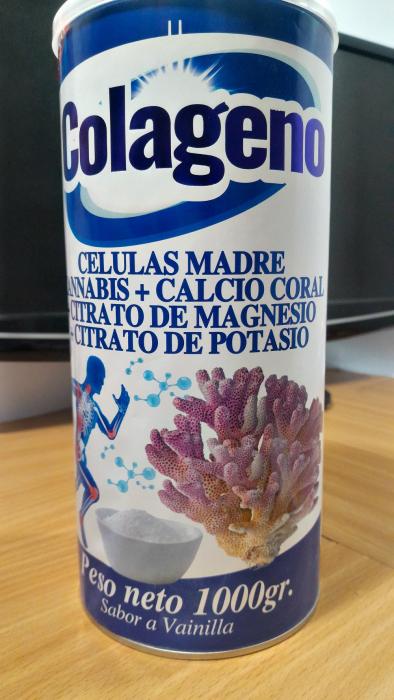 Colageno
CELULAS MADRE
CANNABIS + CALCIO CORAL
CITRATO DE MAGNESIO
-CITRATO DE POTASIO
Peso neto 1000gr.
Sabor a Vainilla